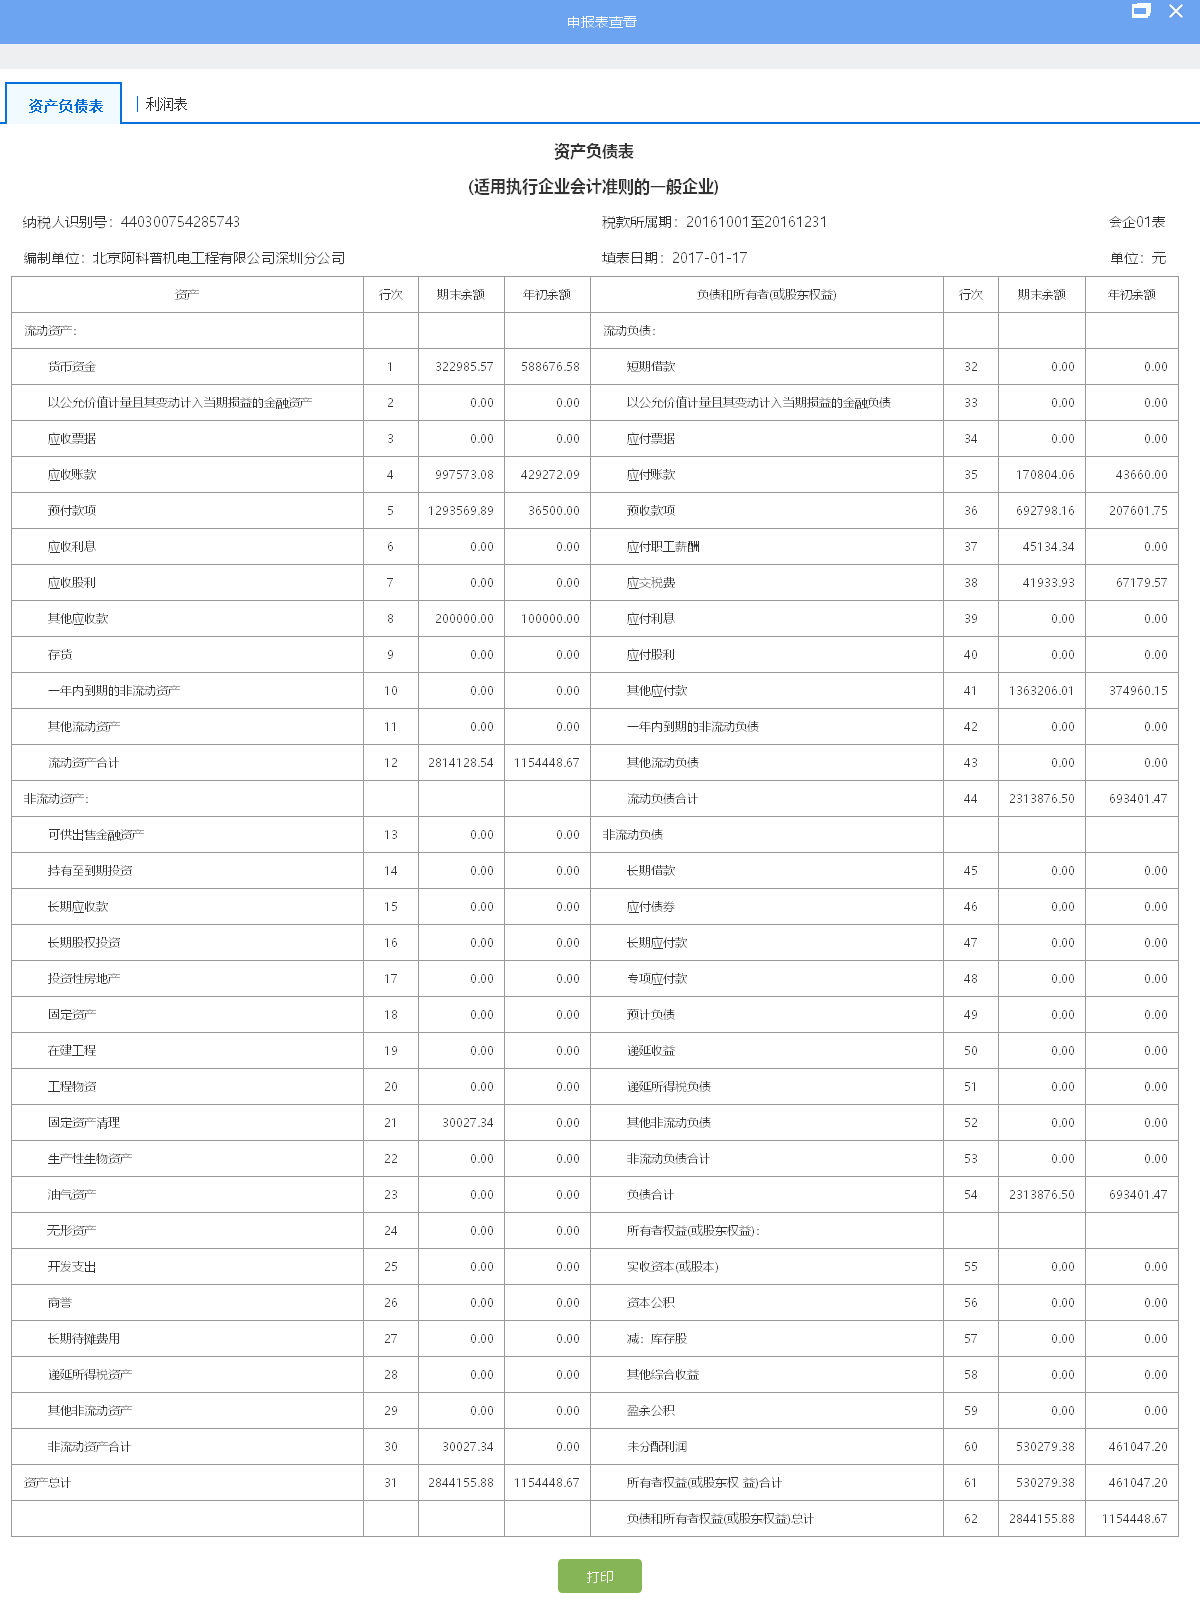 申报表查看
资产负债表 利润表
资产负债表
(适用执行企业会计准则的一般企业)
纳税人识别号：440300754285743 税款所属期：20161001至20161231 会企01表
编制单位：北京阿科普机电工程有限公司深圳分公司 填表日期：2017-01-17 单位：元
资产 行次 期末余额 年初余额 负债和所有者(或股东权益) 行次 期末余额 年初余额
流动资产： 流动负债：
货币资金 1 322985.57 588676.58 短期借款 32 0.00 0.00
以公允价值计量且其变动计入当期损益的金融资产 2 0.00 0.00 以公允价值计量且其变动计入当期损益的金融负债 33 0.00 0.00
应收票据 3 0.00 0.00 应付票据 34 0.00 0.00
应收账款 4 997573.08 429272.09 应付账款 35 170804.06 43660.00
预付款项 5 1293569.89 36500.00 预收款项 36 692798.16 207601.75
应收利息 6 0.00 0.00 应付职工薪酬 37 45134.34 0.00
应收股利 7 0.00 0.00 应交税费 38 41933.93 67179.57
其他应收款 8 200000.00 100000.00 应付利息 39 0.00 0.00
存货 9 0.00 0.00 应付股利 40 0.00 0.00
一年内到期的非流动资产 10 0.00 0.00 其他应付款 41 1363206.01 374960.15
其他流动资产 11 0.00 0.00 一年内到期的非流动负债 42 0.00 0.00
流动资产合计 12 2814128.54 1154448.67 其他流动负债 43 0.00 0.00
非流动资产： 流动负债合计 44 2313876.50 693401.47
可供出售金融资产 13 0.00 0.00 非流动负债
持有至到期投资 14 0.00 0.00 长期借款 45 0.00 0.00
长期应收款 15 0.00 0.00 应付债券 46 0.00 0.00
长期股权投资 16 0.00 0.00 长期应付款 47 0.00 0.00
投资性房地产 17 0.00 0.00 专项应付款 48 0.00 0.00
固定资产 18 0.00 0.00 预计负债 49 0.00 0.00
在建工程 19 0.00 0.00 递延收益 50 0.00 0.00
工程物资 20 0.00 0.00 递延所得税负债 51 0.00 0.00
固定资产清理 21 30027.34 0.00 其他非流动负债 52 0.00 0.00
生产性生物资产 22 0.00 0.00 非流动负债合计 53 0.00 0.00
油气资产 23 0.00 0.00 负债合计 54 2313876.50 693401.47
无形资产 24 0.00 0.00 所有者权益(或股东权益)：
开发支出 25 0.00 0.00 实收资本(或股本) 55 0.00 0.00
商誉 26 0.00 0.00 资本公积 56 0.00 0.00
长期待摊费用 27 0.00 0.00 减：库存股 57 0.00 0.00
递延所得税资产 28 0.00 0.00 其他综合收益 58 0.00 0.00
其他非流动资产 29 0.00 0.00 盈余公积 59 0.00 0.00
非流动资产合计 30 30027.34 0.00 未分配利润 60 530279.38 461047.20
资产总计 31 2844155.88 1154448.67 所有者权益(或股东权 益)合计 61 530279.38 461047.20
负债和所有者权益(或股东权益)总计 62 2844155.88 1154448.67
打印